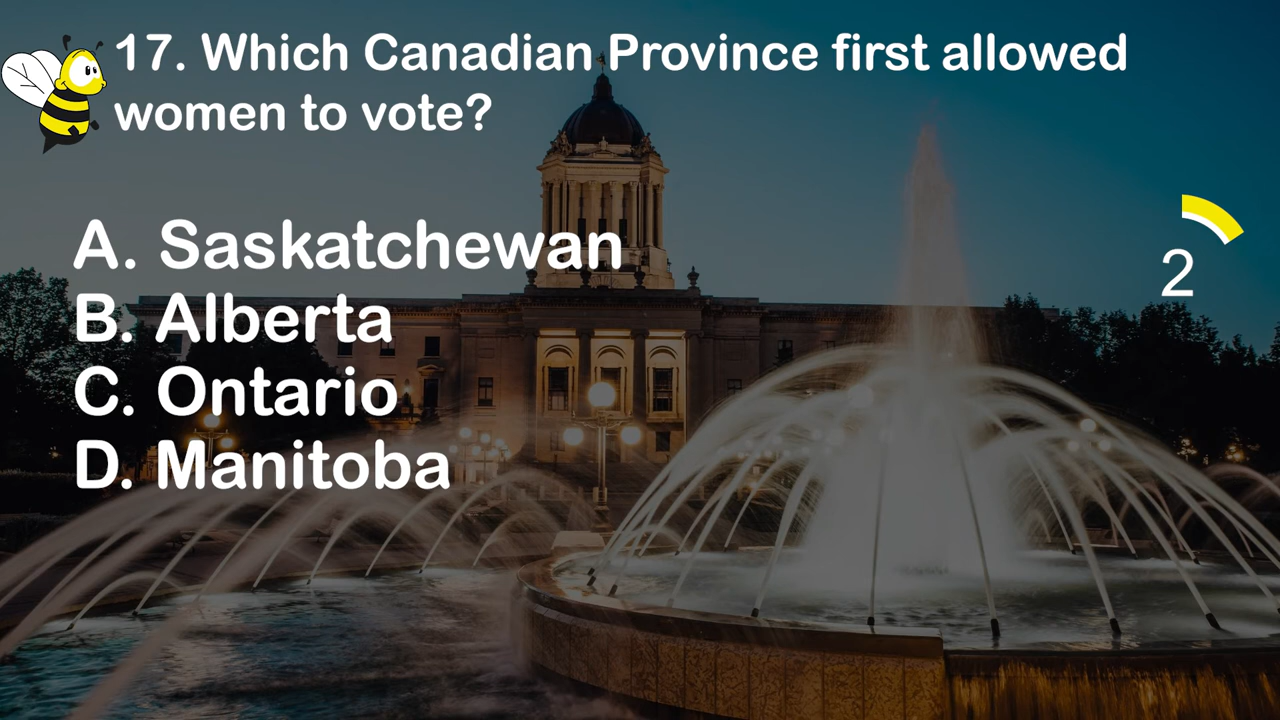 17. Which Canadian Province first allowed
women to vote?
A. Saskatchewan
B. Alberta
C. Ontario
D. Manitoba
2